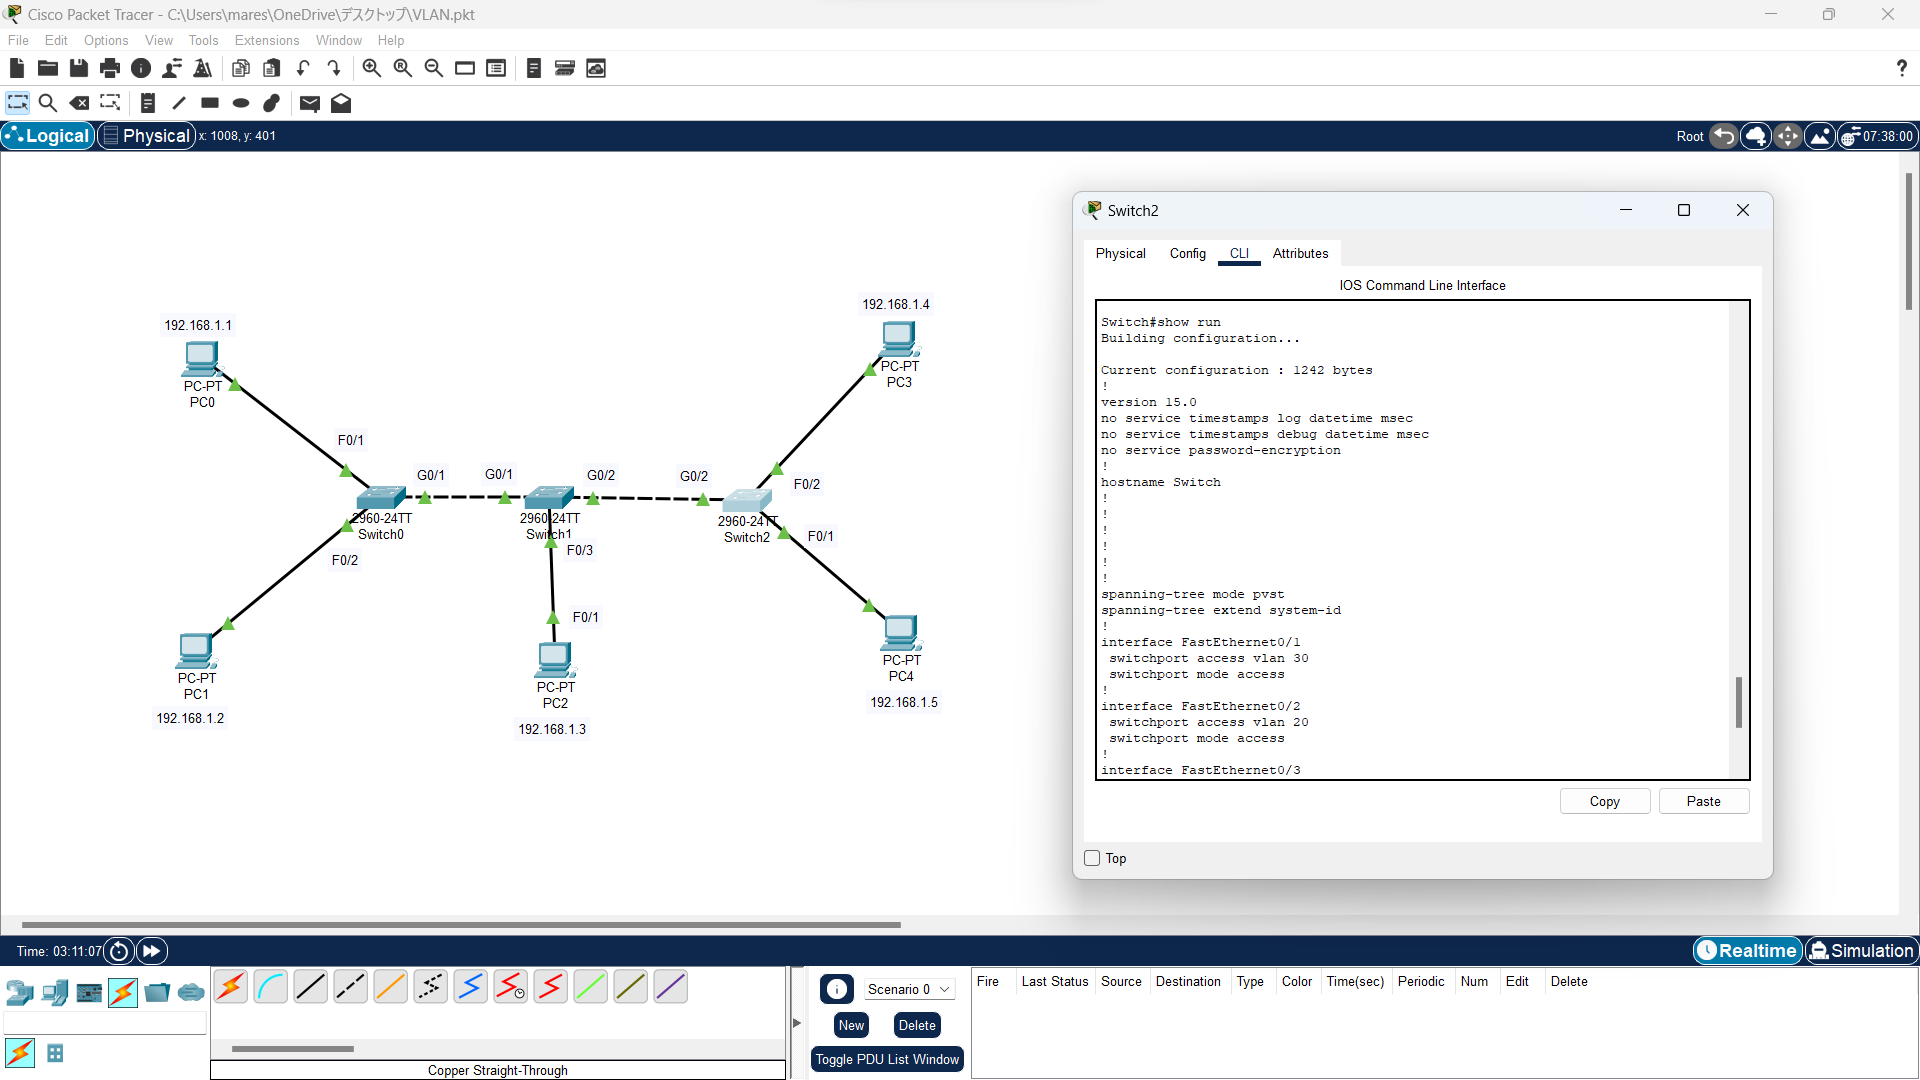 Cisco Packet Tracer - C:\Users\mares\OneDrive\デスクトップ\VLAN.pkt
File Edit Options View Tools Extensions Window Help
Logical Physical x: 1008, y: 401 Root 07:38:00
192.168.1.1
PC-PT
PC0
F0/1
G0/1
G0/1
G0/2
G0/2
192.168.1.4
PC-PT
PC3
F0/2
2960-24TT
Switch0
2960-24TT
Switch1
2960-24TT
Switch2
F0/2
F0/3
F0/1
F0/1
PC-PT
PC1
192.168.1.2
PC-PT
PC2
192.168.1.3
PC-PT
PC4
192.168.1.5
Switch2
Physical Config CLI Attributes
IOS Command Line Interface
Switch#show run
Building configuration...
Current configuration : 1242 bytes
!
version 15.0
no service timestamps log datetime msec
no service timestamps debug datetime msec
no service password-encryption
!
hostname Switch
!
!
!
!
!
!
spanning-tree mode pvst
spanning-tree extend system-id
!
interface FastEthernet0/1
switchport access vlan 30
switchport mode access
!
interface FastEthernet0/2
switchport access vlan 20
switchport mode access
!
interface FastEthernet0/3
Copy Paste
Top
Time: 03:11:07
Realtime Simulation
Scenario 0
New Delete
Toggle PDU List Window
Fire Last Status Source Destination Type Color Time(sec) Periodic Num Edit Delete
Copper Straight-Through